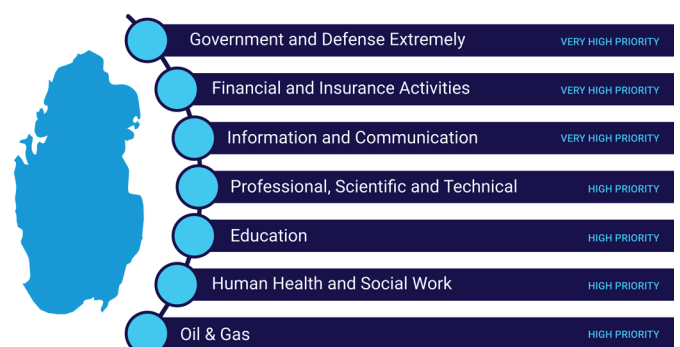 Government and Defense Extremely VERY HIGH PRIORITY
Financial and Insurance Activities VERY HIGH PRIORITY
Information and Communication VERY HIGH PRIORITY
Professional, Scientific and Technical HIGH PRIORITY
Education HIGH PRIORITY
Human Health and Social Work HIGH PRIORITY
Oil & Gas HIGH PRIORITY